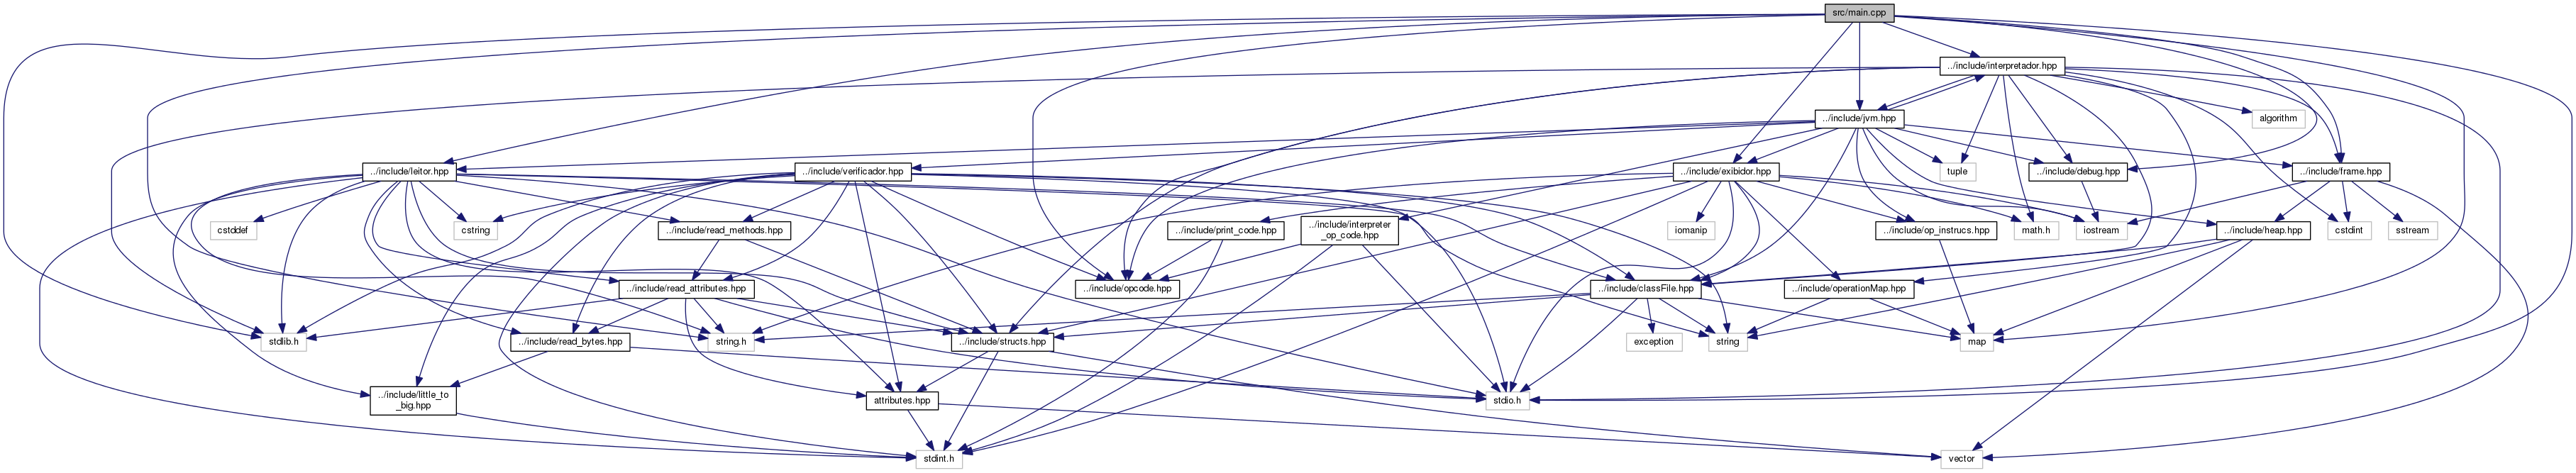 src/main.cpp
../include/interpretador.hpp
../include/jvm.hpp
algorithm
../include/leitor.hpp
../include/verificador.hpp
../include/exibidor.hpp
tuple
../include/debug.hpp
../include/frame.hpp
cstddef
cstring
../include/read_methods.hpp
../include/print_code.hpp
../include/interpreter
_op_code.hpp
iomanip
../include/op_instrucs.hpp
math.h
iostream
../include/heap.hpp
cstdint
sstream
../include/read_attributes.hpp
../include/opcode.hpp
../include/classFile.hpp
../include/operationMap.hpp
stdlib.h
../include/read_bytes.hpp
string.h
../include/structs.hpp
exception
string
map
../include/little_to
_big.hpp
attributes.hpp
stdio.h
stdint.h
vector